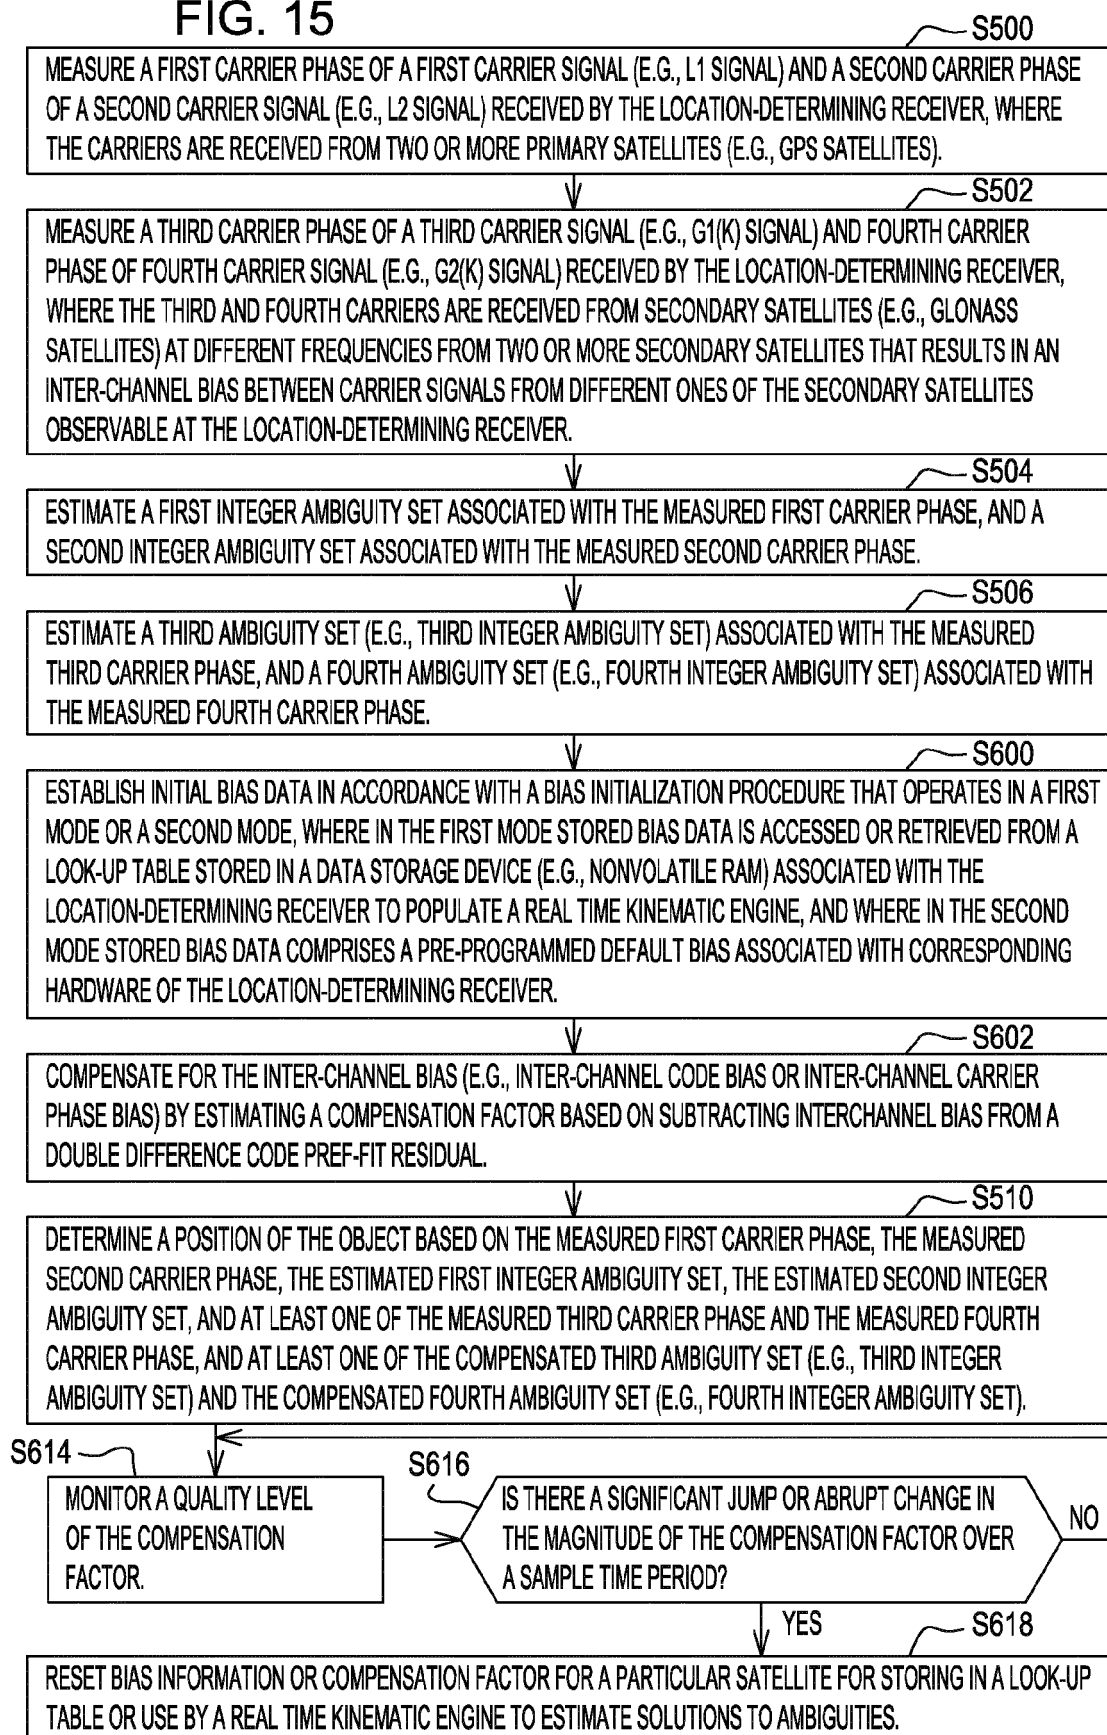 FIG. 15
S500
MEASURE A FIRST CARRIER PHASE OF A FIRST CARRIER SIGNAL (E.G., L1 SIGNAL) AND A SECOND CARRIER PHASE
OF A SECOND CARRIER SIGNAL (E.G., L2 SIGNAL) RECEIVED BY THE LOCATION-DETERMINING RECEIVER, WHERE
THE CARRIERS ARE RECEIVED FROM TWO OR MORE PRIMARY SATELLITES (E.G., GPS SATELLITES).
S502
MEASURE A THIRD CARRIER PHASE OF A THIRD CARRIER SIGNAL (E.G., G1(K) SIGNAL) AND FOURTH CARRIER
PHASE OF FOURTH CARRIER SIGNAL (E.G., G2(K) SIGNAL) RECEIVED BY THE LOCATION-DETERMINING RECEIVER,
WHERE THE THIRD AND FOURTH CARRIERS ARE RECEIVED FROM SECONDARY SATELLITES (E.G., GLONASS
SATELLITES) AT DIFFERENT FREQUENCIES FROM TWO OR MORE SECONDARY SATELLITES THAT RESULTS IN AN
INTER-CHANNEL BIAS BETWEEN CARRIER SIGNALS FROM DIFFERENT ONES OF THE SECONDARY SATELLITES
OBSERVABLE AT THE LOCATION-DETERMINING RECEIVER.
S504
ESTIMATE A FIRST INTEGER AMBIGUITY SET ASSOCIATED WITH THE MEASURED FIRST CARRIER PHASE, AND A
SECOND INTEGER AMBIGUITY SET ASSOCIATED WITH THE MEASURED SECOND CARRIER PHASE.
S506
ESTIMATE A THIRD AMBIGUITY SET (E.G., THIRD INTEGER AMBIGUITY SET) ASSOCIATED WITH THE MEASURED
THIRD CARRIER PHASE, AND A FOURTH AMBIGUITY SET (E.G., FOURTH INTEGER AMBIGUITY SET) ASSOCIATED WITH
THE MEASURED FOURTH CARRIER PHASE.
S600
ESTABLISH INITIAL BIAS DATA IN ACCORDANCE WITH A BIAS INITIALIZATION PROCEDURE THAT OPERATES IN A FIRST
MODE OR A SECOND MODE, WHERE IN THE FIRST MODE STORED BIAS DATA IS ACCESSED OR RETRIEVED FROM A
LOOK-UP TABLE STORED IN A DATA STORAGE DEVICE (E.G., NONVOLATILE RAM) ASSOCIATED WITH THE
LOCATION-DETERMINING RECEIVER TO POPULATE A REAL TIME KINEMATIC ENGINE, AND WHERE IN THE SECOND
MODE STORED BIAS DATA COMPRISES A PRE-PROGRAMMED DEFAULT BIAS ASSOCIATED WITH CORRESPONDING
HARDWARE OF THE LOCATION-DETERMINING RECEIVER.
S602
COMPENSATE FOR THE INTER-CHANNEL BIAS (E.G., INTER-CHANNEL CODE BIAS OR INTER-CHANNEL CARRIER
PHASE BIAS) BY ESTIMATING A COMPENSATION FACTOR BASED ON SUBTRACTING INTERCHANNEL BIAS FROM A
DOUBLE DIFFERENCE CODE PREF-FIT RESIDUAL.
S510
DETERMINE A POSITION OF THE OBJECT BASED ON THE MEASURED FIRST CARRIER PHASE, THE MEASURED
SECOND CARRIER PHASE, THE ESTIMATED FIRST INTEGER AMBIGUITY SET, THE ESTIMATED SECOND INTEGER
AMBIGUITY SET, AND AT LEAST ONE OF THE MEASURED THIRD CARRIER PHASE AND THE MEASURED FOURTH
CARRIER PHASE, AND AT LEAST ONE OF THE COMPENSATED THIRD AMBIGUITY SET (E.G., THIRD INTEGER
AMBIGUITY SET) AND THE COMPENSATED FOURTH AMBIGUITY SET (E.G., FOURTH INTEGER AMBIGUITY SET).
S614
MONITOR A QUALITY LEVEL
OF THE COMPENSATION
FACTOR.
S616
IS THERE A SIGNIFICANT JUMP OR ABRUPT CHANGE IN
THE MAGNITUDE OF THE COMPENSATION FACTOR OVER
A SAMPLE TIME PERIOD?
NO
YES
S618
RESET BIAS INFORMATION OR COMPENSATION FACTOR FOR A PARTICULAR SATELLITE FOR STORING IN A LOOK-UP
TABLE OR USE BY A REAL TIME KINEMATIC ENGINE TO ESTIMATE SOLUTIONS TO AMBIGUITIES.